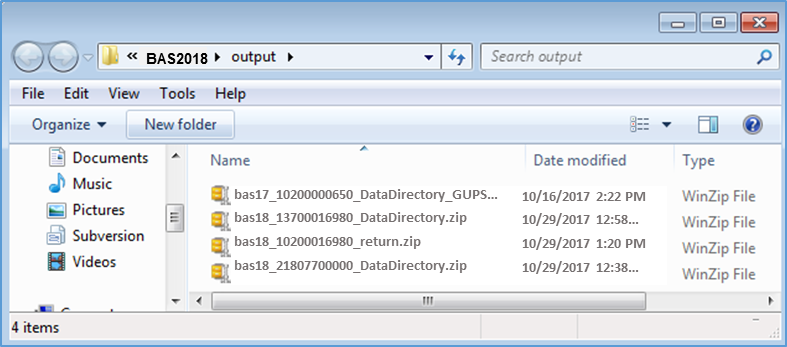 « BAS2018 ▸ output ▸ Search output
File Edit View Tools Help
Organize ▾ New folder
Documents
Music
Pictures
Subversion
Videos
Name Date modified Type
bas17_10200000650_DataDirectory_GUPS... 10/16/2017 2:22 PM WinZip File
bas18_13700016980_DataDirectory.zip 10/29/2017 12:58... WinZip File
bas18_10200016980_return.zip 10/29/2017 1:20 PM WinZip File
bas18_21807700000_DataDirectory.zip 10/29/2017 12:38... WinZip File
4 items